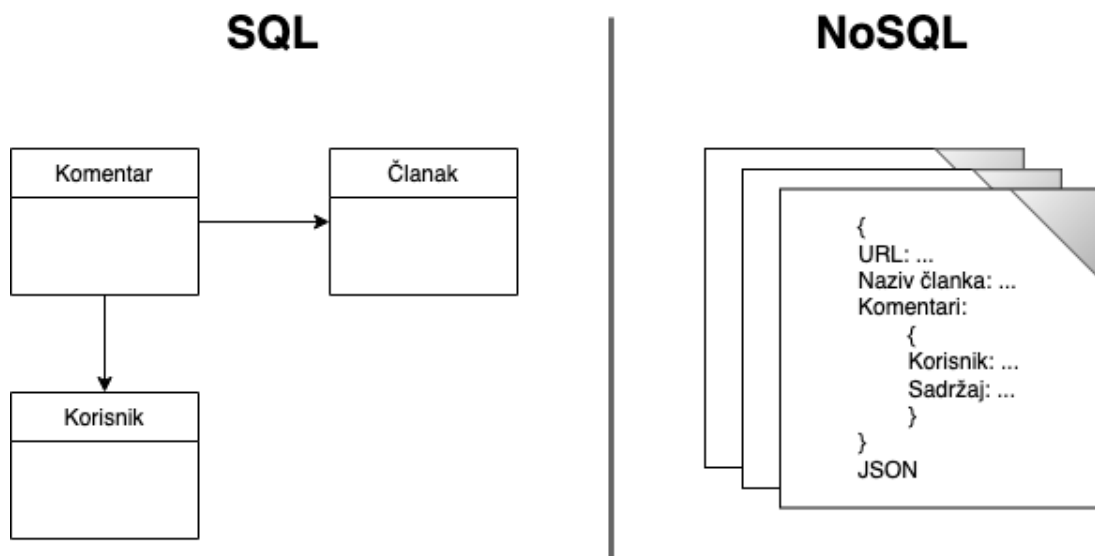 SQL
NoSQL
Komentar
Članak
Korisnik
{
URL: ...
Naziv članka: ...
Komentari:
{
Korisnik: ...
Sadržaj: ...
}
}
JSON